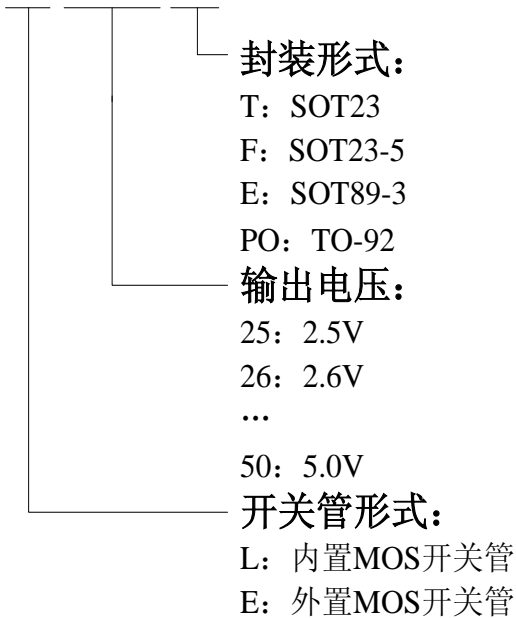 封装形式：
T：SOT23
F：SOT23-5
E：SOT89-3
PO：TO-92
输出电压：
25：2.5V
26：2.6V
…
50：5.0V
开关管形式：
L：内置MOS开关管
E：外置MOS开关管